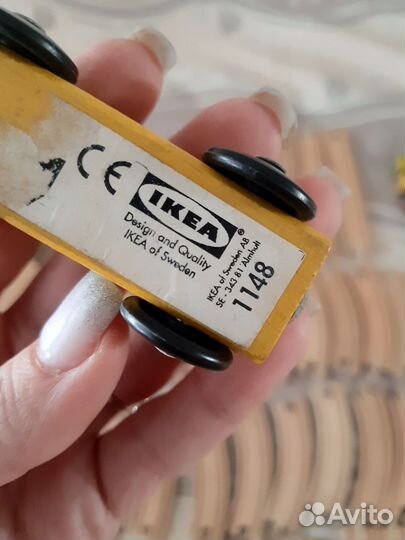 CE
IKEA®
Design and Quality
IKEA of Sweden
IKEA of Sweden AB
SE - 343 81 Älmhult
1148
Avito